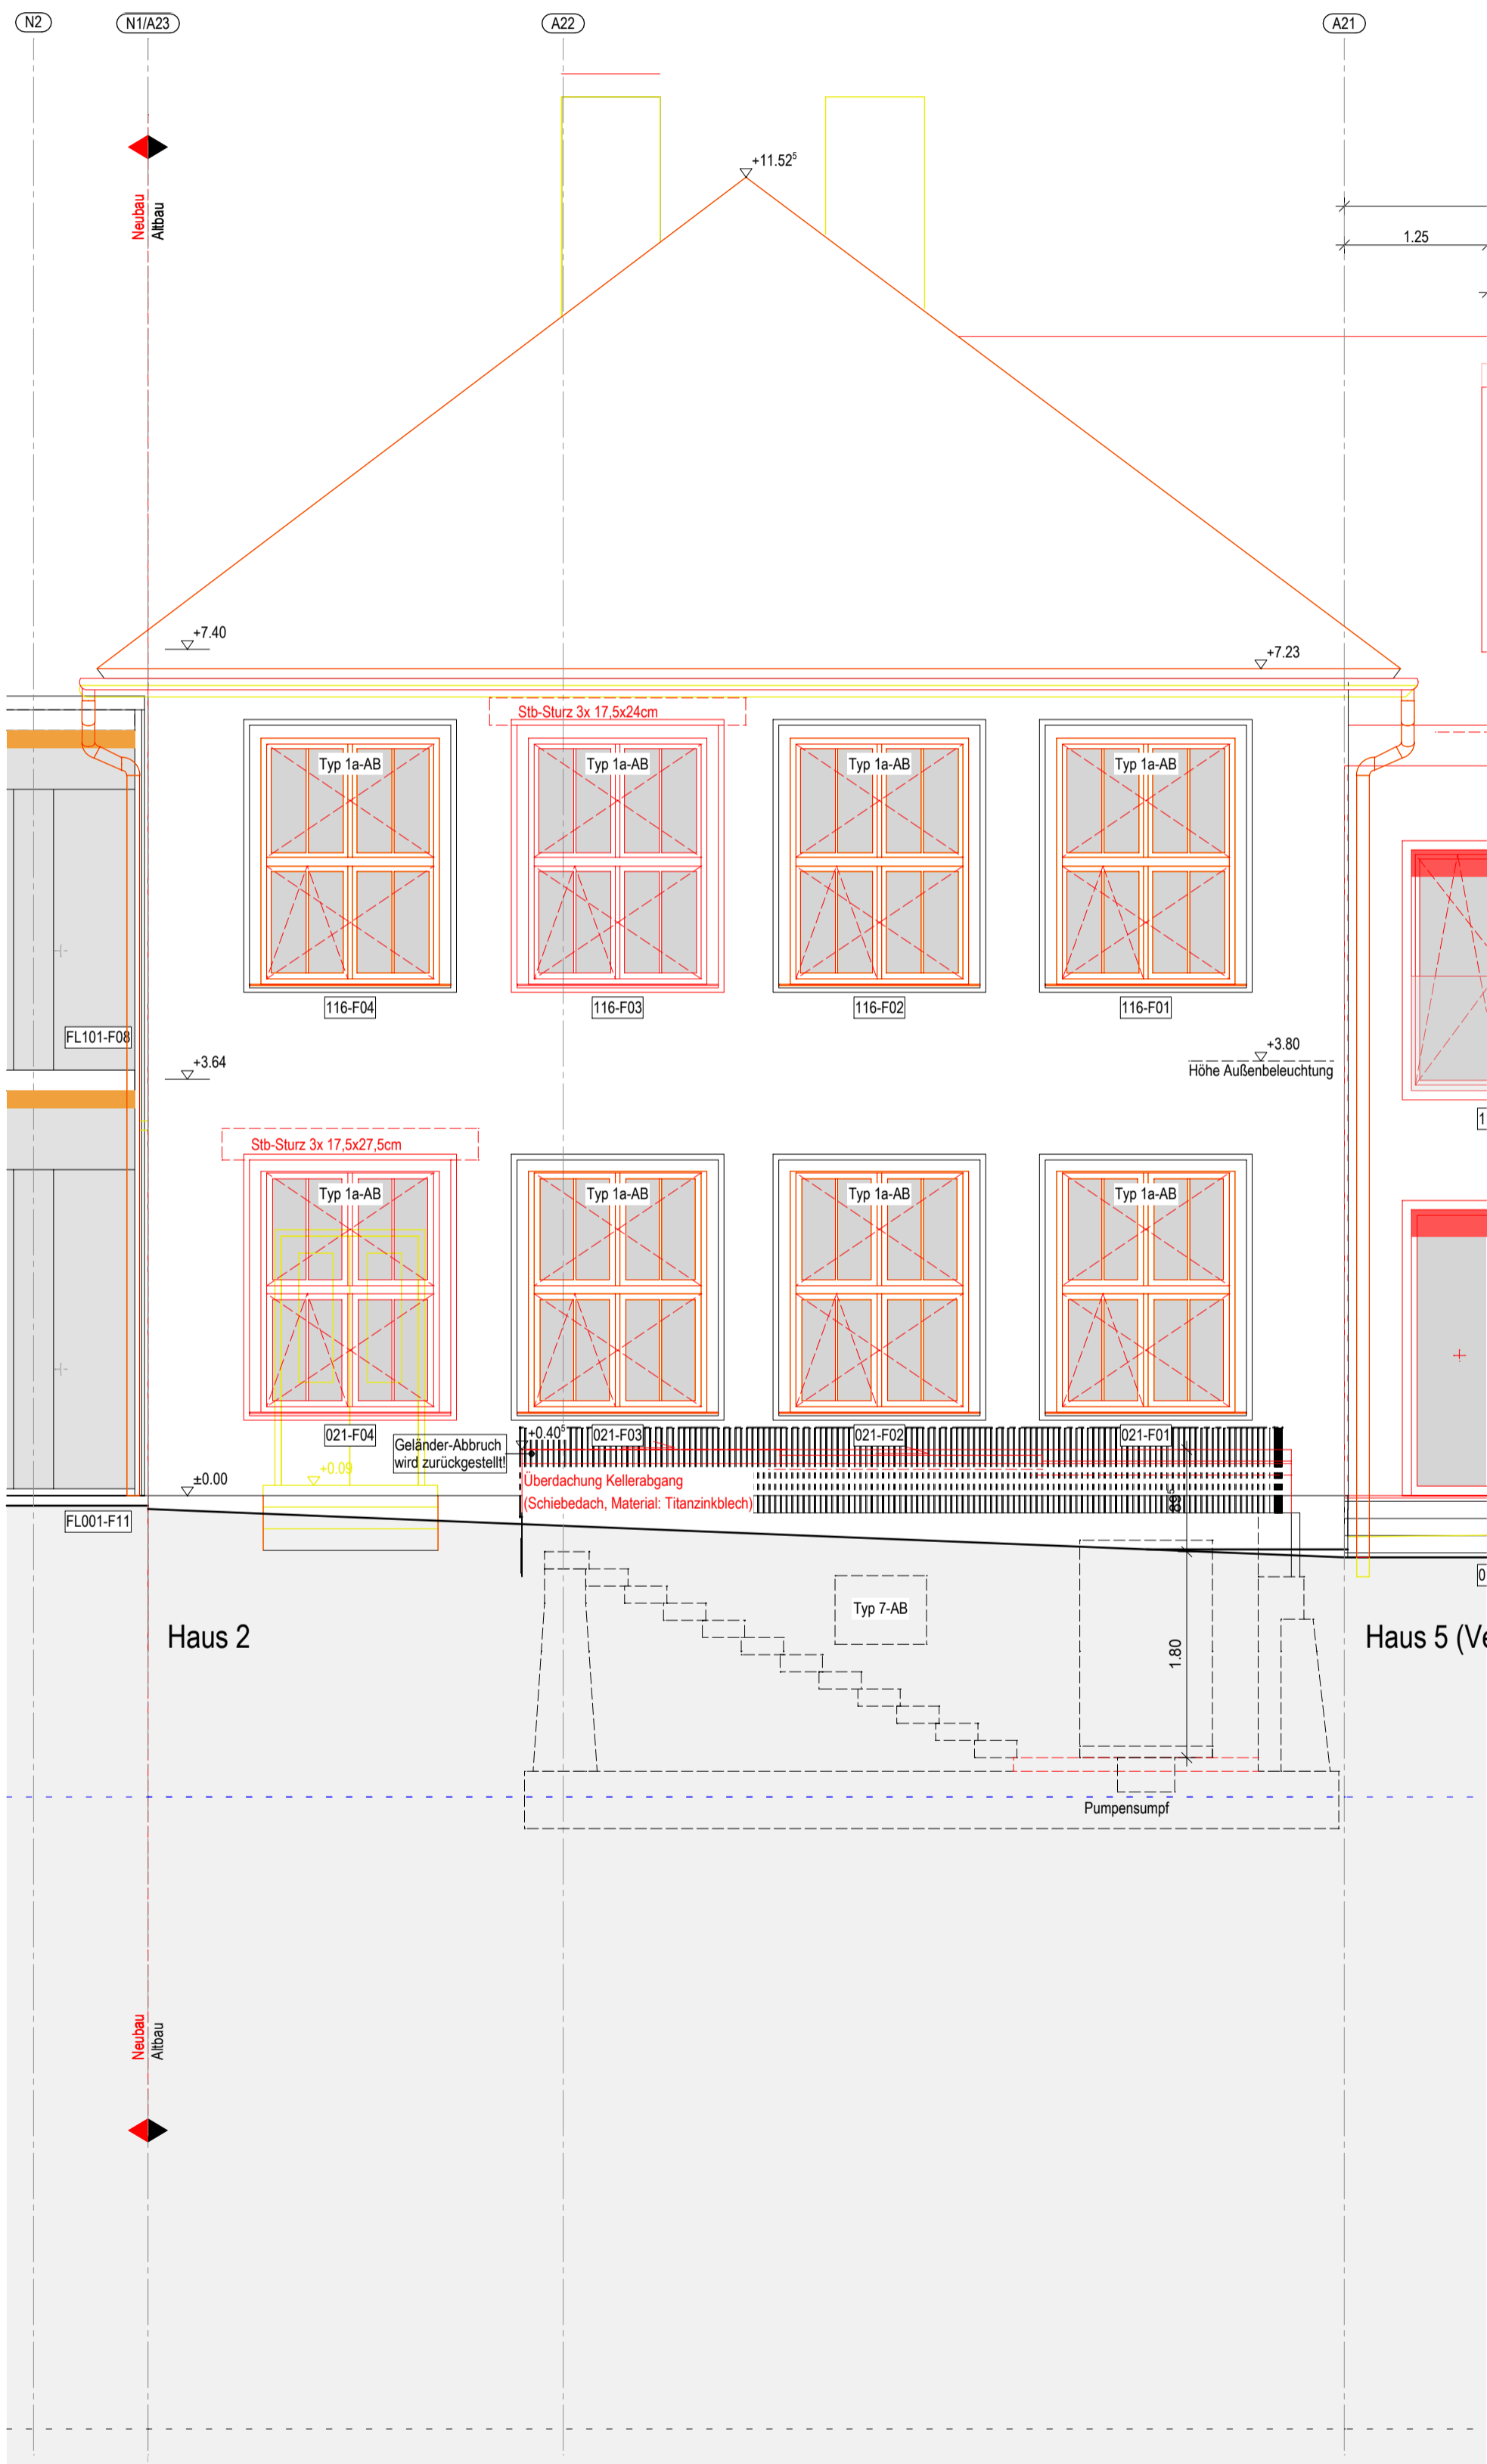 N2
N1/A23
A22
A21
+11.52⁵
Neubau
Altbau
1.25
+7.40
+7.23
Stb-Sturz 3x 17,5x24cm
Typ 1a-AB
Typ 1a-AB
Typ 1a-AB
Typ 1a-AB
116-F04
116-F03
116-F02
116-F01
FL101-F08
+3.64
+3.80
Höhe Außenbeleuchtung
Stb-Sturz 3x 17,5x27,5cm
Typ 1a-AB
Typ 1a-AB
Typ 1a-AB
Typ 1a-AB
021-F04
021-F03
021-F02
021-F01
+0.40⁵
Geländer-Abbruch
wird zurückgestellt!
+0.09
±0.00
Überdachung Kellerabgang
(Schiebedach, Material: Titanzinkblech)
89⁵
FL001-F11
Typ 7-AB
Haus 2
Haus 5 (Ve
1.80
Pumpensumpf
Neubau
Altbau